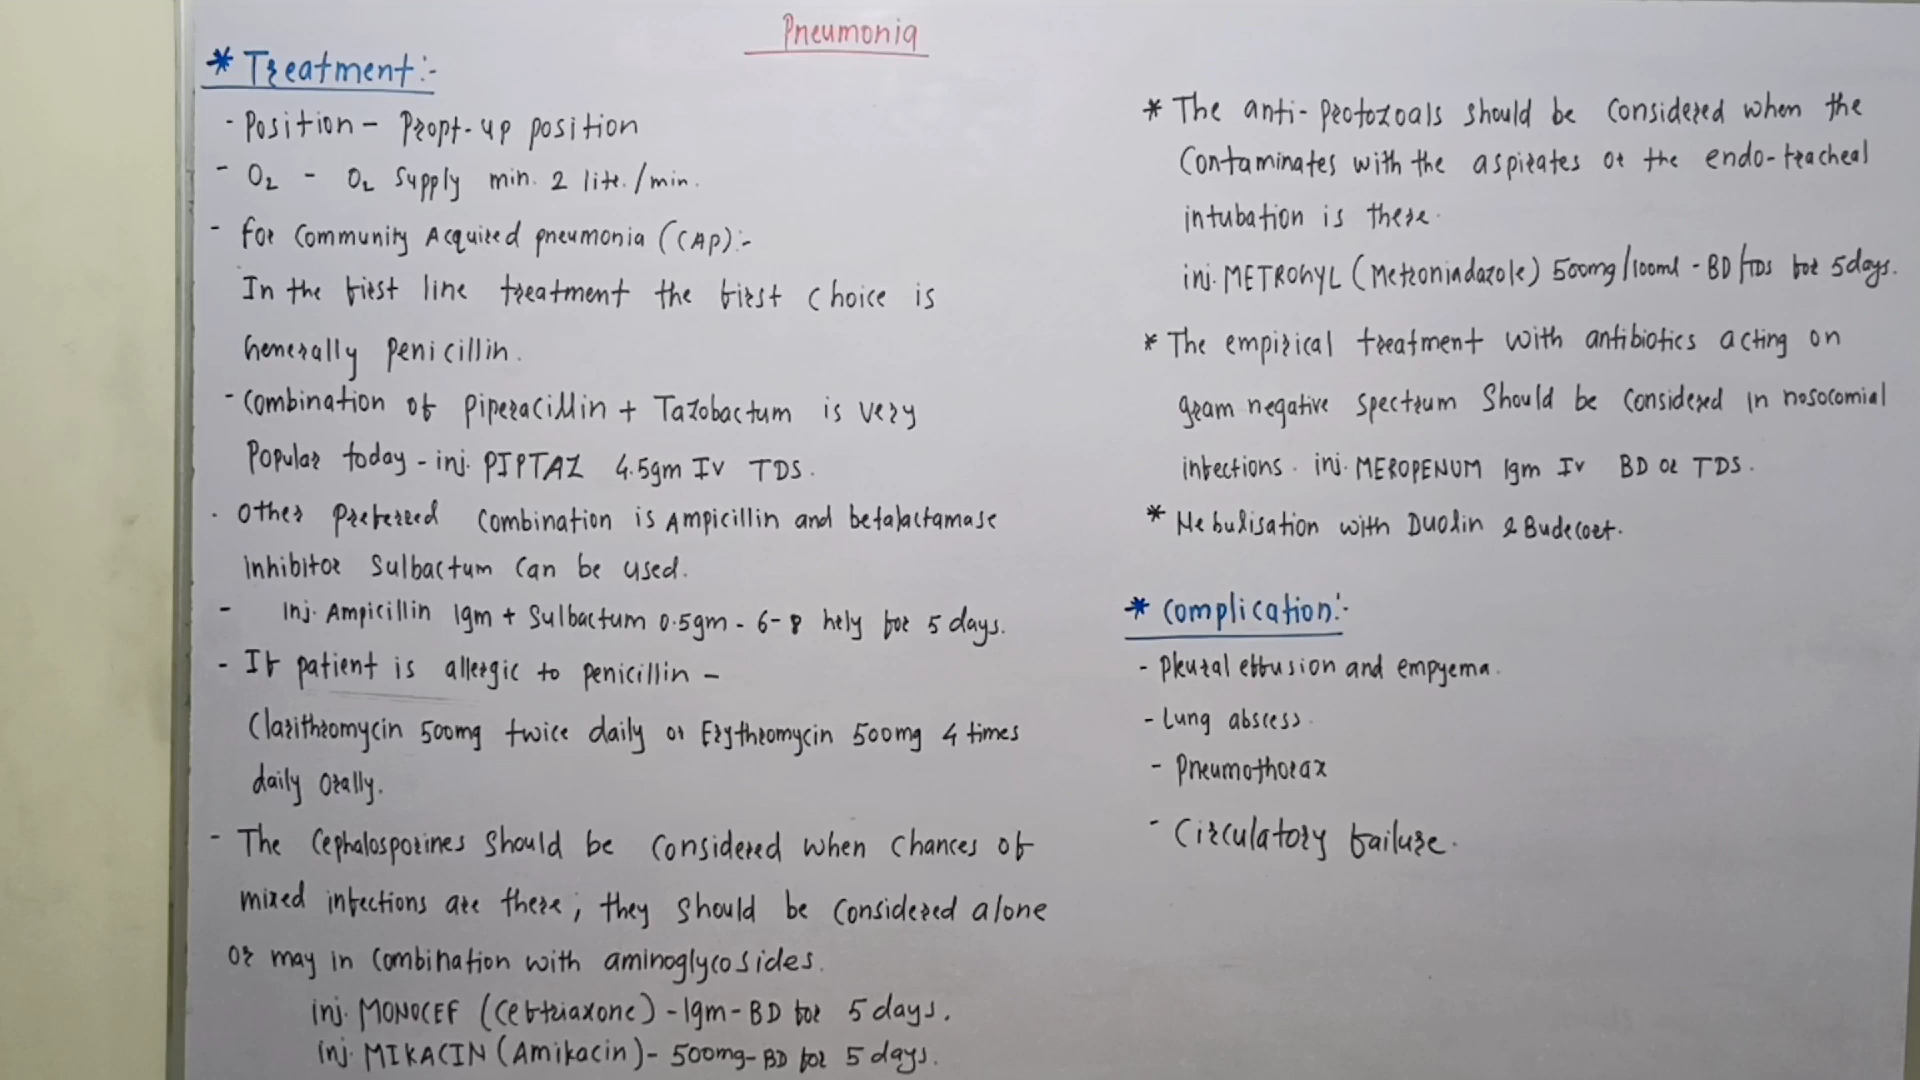 Pneumonia
* Treatment:-
- Position - Propt-up position
- O₂ - O₂ Supply min. 2 litr./min.
- for Community Acquired pneumonia (CAP):-
In the first line treatment the first choice is
Generally penicillin.
- Combination of Piperacillin + Tazobactum is very
Popular today - inj. PIPTAZ 4.5gm IV TDS.
. Other Preferred Combination is Ampicillin and betalactamase
inhibitor Sulbactum Can be used.
- Inj. Ampicillin 1gm + Sulbactum 0.5gm - 6-8 hrly for 5 days.
- If patient is allergic to penicillin -
Clarithromycin 500mg twice daily or Erythromycin 500mg 4 times
daily orally.
- The Cephalosporines should be Considered when chances of
mixed infections are there, they should be Considered alone
or may in Combination with aminoglycosides.
inj. MONOCEF (Ceftriaxone) - 1gm - BD for 5 days.
inj. MIKACIN (Amikacin) - 500mg - BD for 5 days.
* The anti-protozoals should be Considered when the
Contaminates with the aspirates or the endo-tracheal
intubation is there.
inj. METROGYL (Metronindazole) 500mg/100ml - BD/TDS for 5days.
* The empirical treatment with antibiotics acting on
gram negative spectrum Should be Considered in nosocomial
infections. inj. MEROPENUM 1gm IV BD or TDS.
* Nebulisation with Duolin & Budecort.
* Complication:-
- Pleural effusion and empyema.
- Lung abscess.
- Pneumothorax
- Circulatory failure.